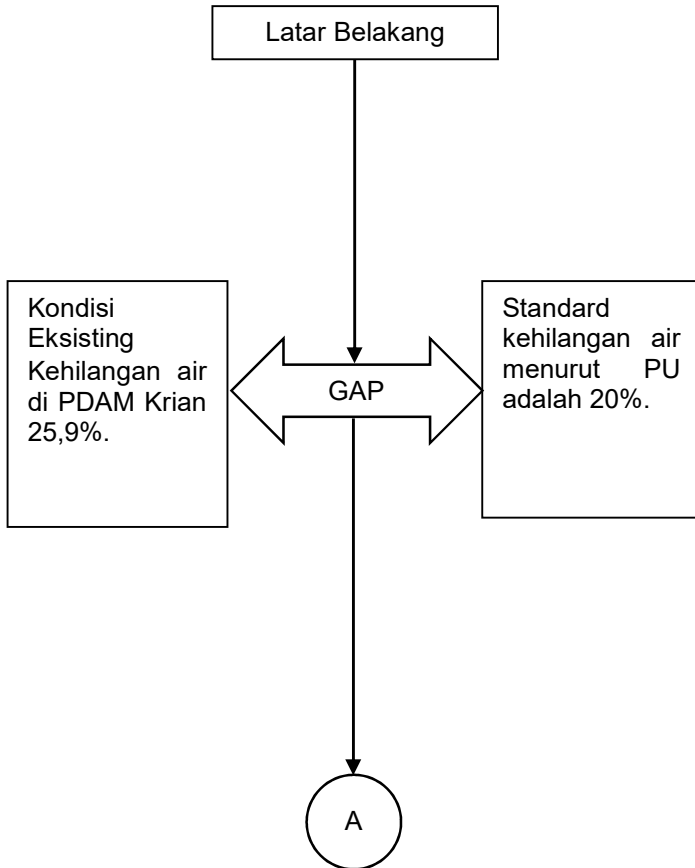 Latar Belakang
Kondisi
Eksisting
Kehilangan air
di PDAM Krian
25,9%.
GAP
Standard
kehilangan air
menurut PU
adalah 20%.
A